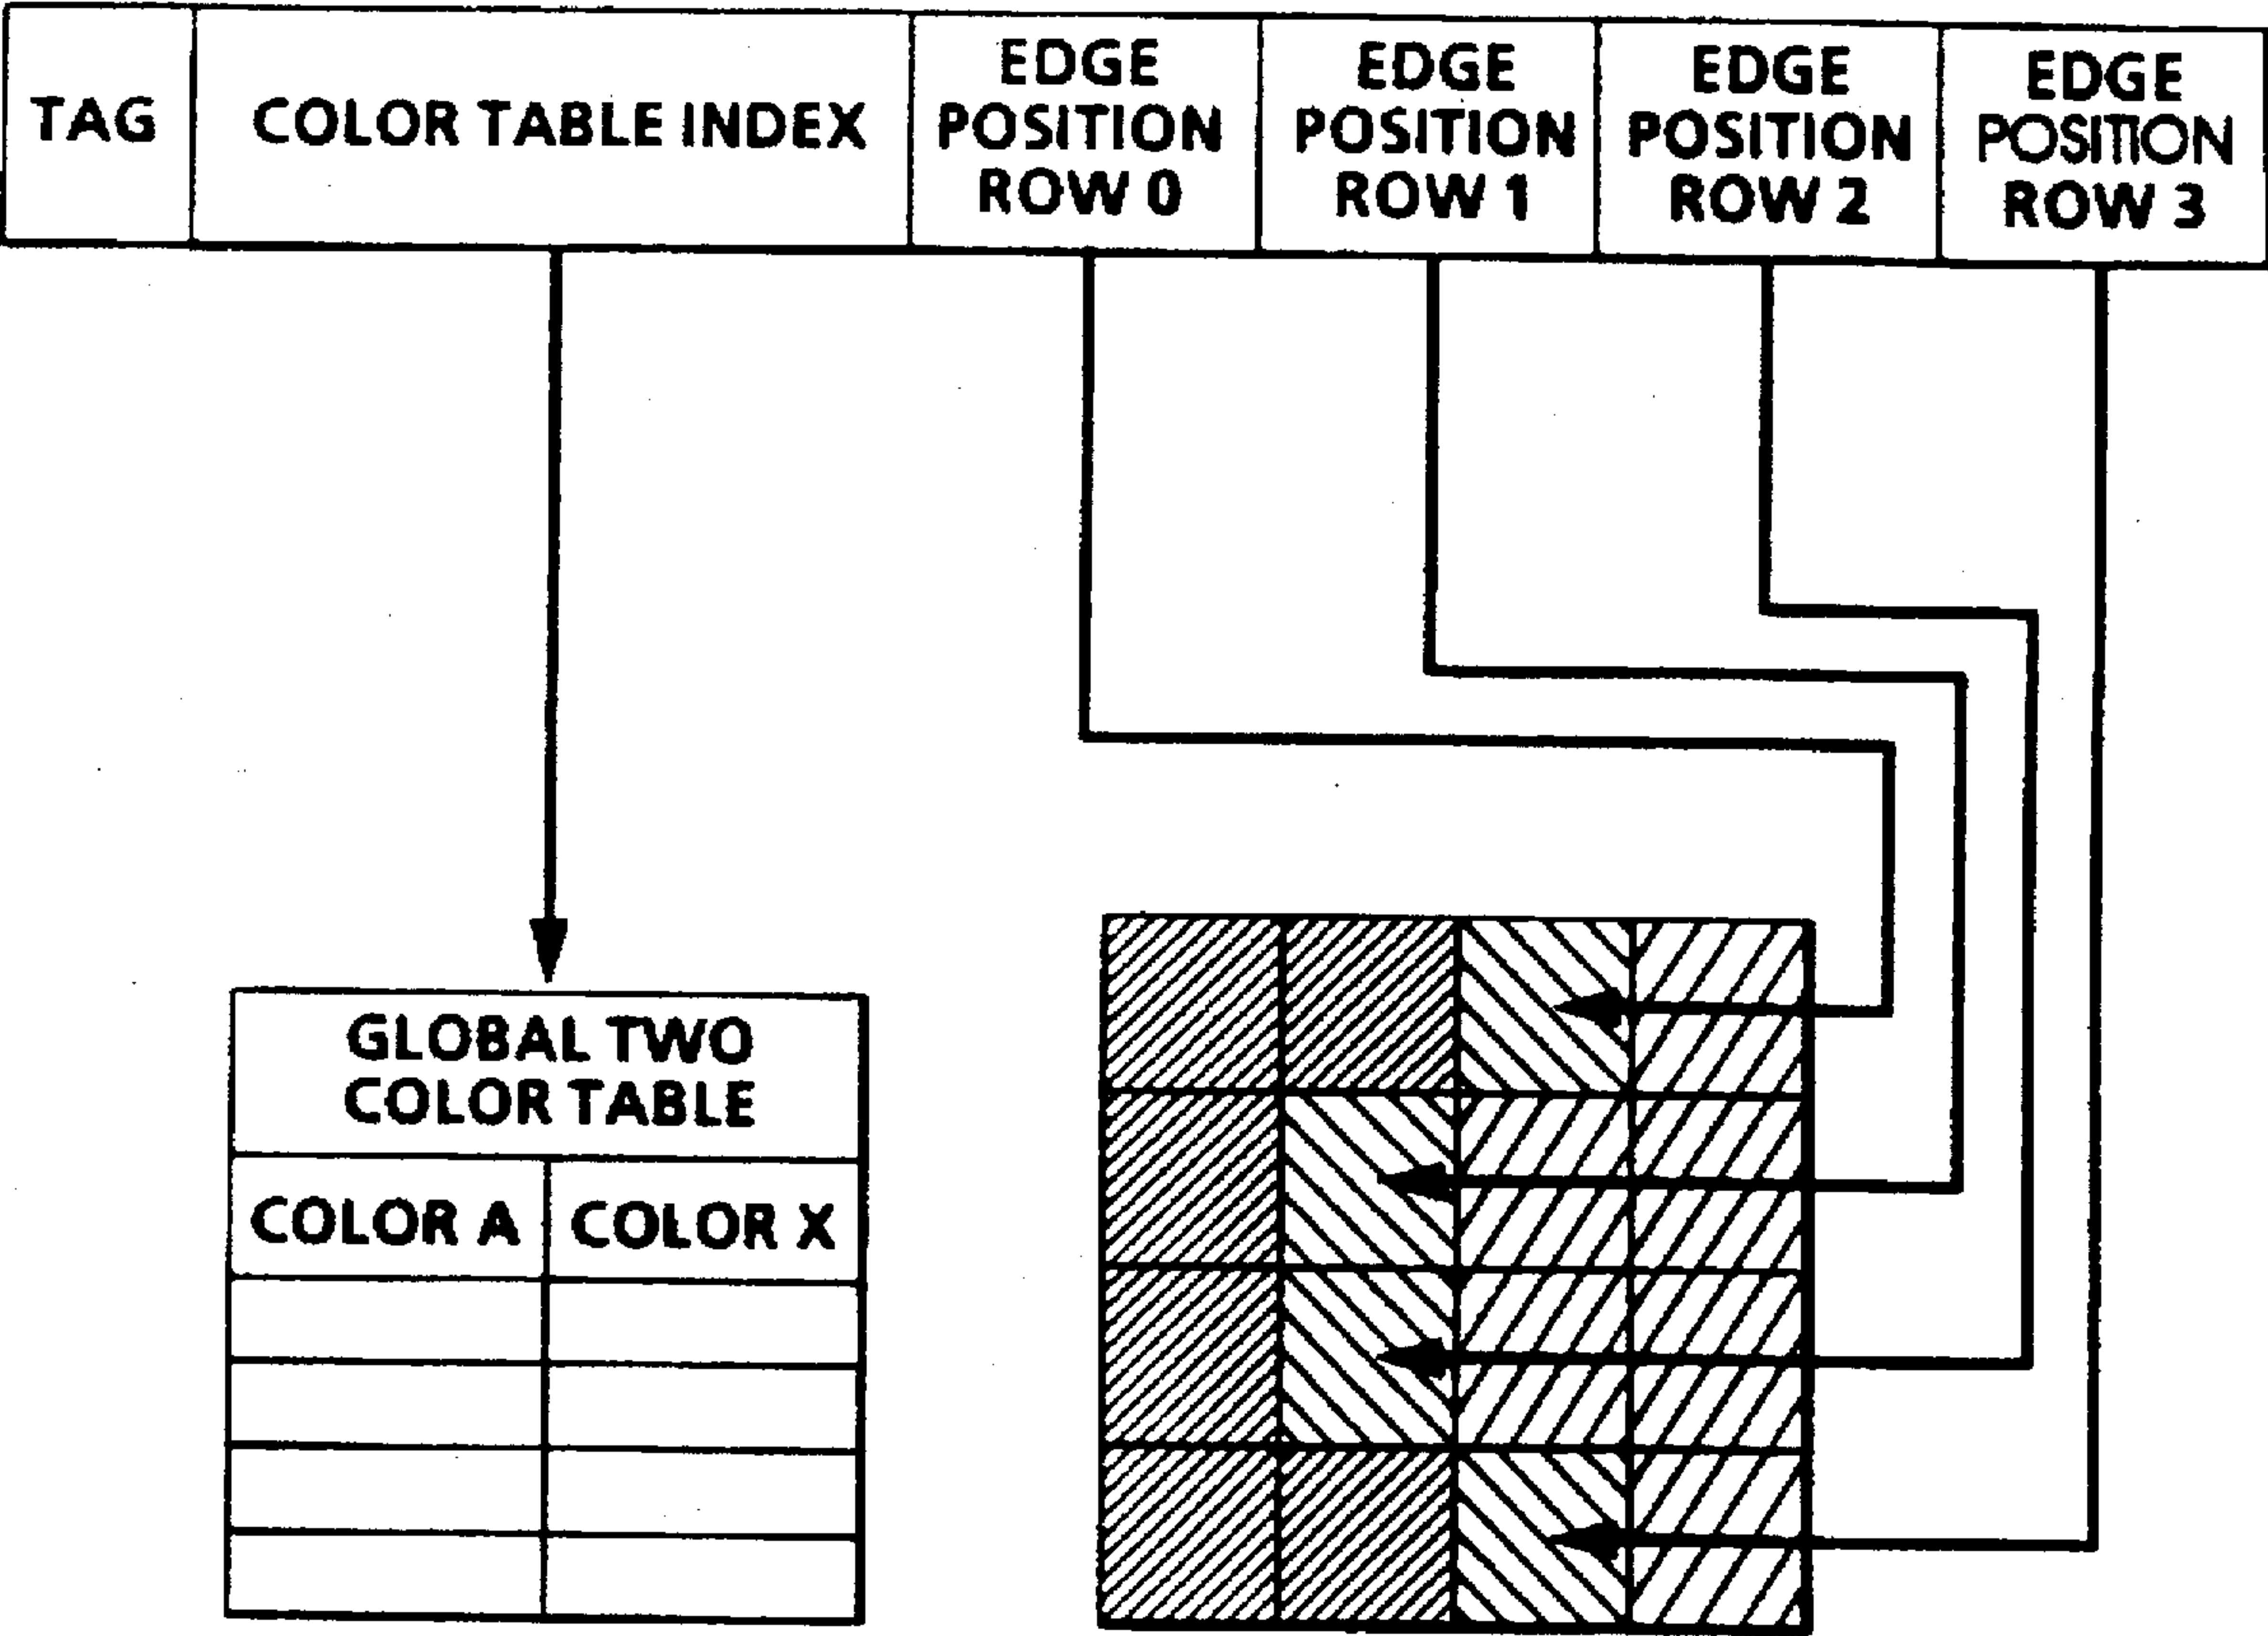 TAG
COLOR TABLE INDEX
EDGE
POSITION
ROW 0
EDGE
POSITION
ROW 1
EDGE
POSITION
ROW 2
EDGE
POSITION
ROW 3
GLOBAL TWO
COLOR TABLE
COLOR A
COLOR X